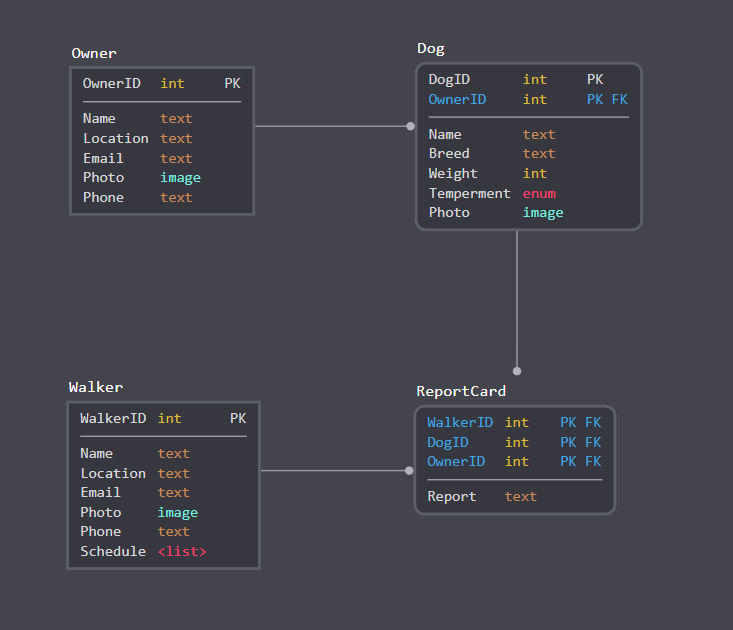 Owner
OwnerID int PK
Name text
Location text
Email text
Photo image
Phone text
Dog
DogID int PK
OwnerID int PK FK
Name text
Breed text
Weight int
Temperment enum
Photo image
Walker
WalkerID int PK
Name text
Location text
Email text
Photo image
Phone text
Schedule <list>
ReportCard
WalkerID int PK FK
DogID int PK FK
OwnerID int PK FK
Report text